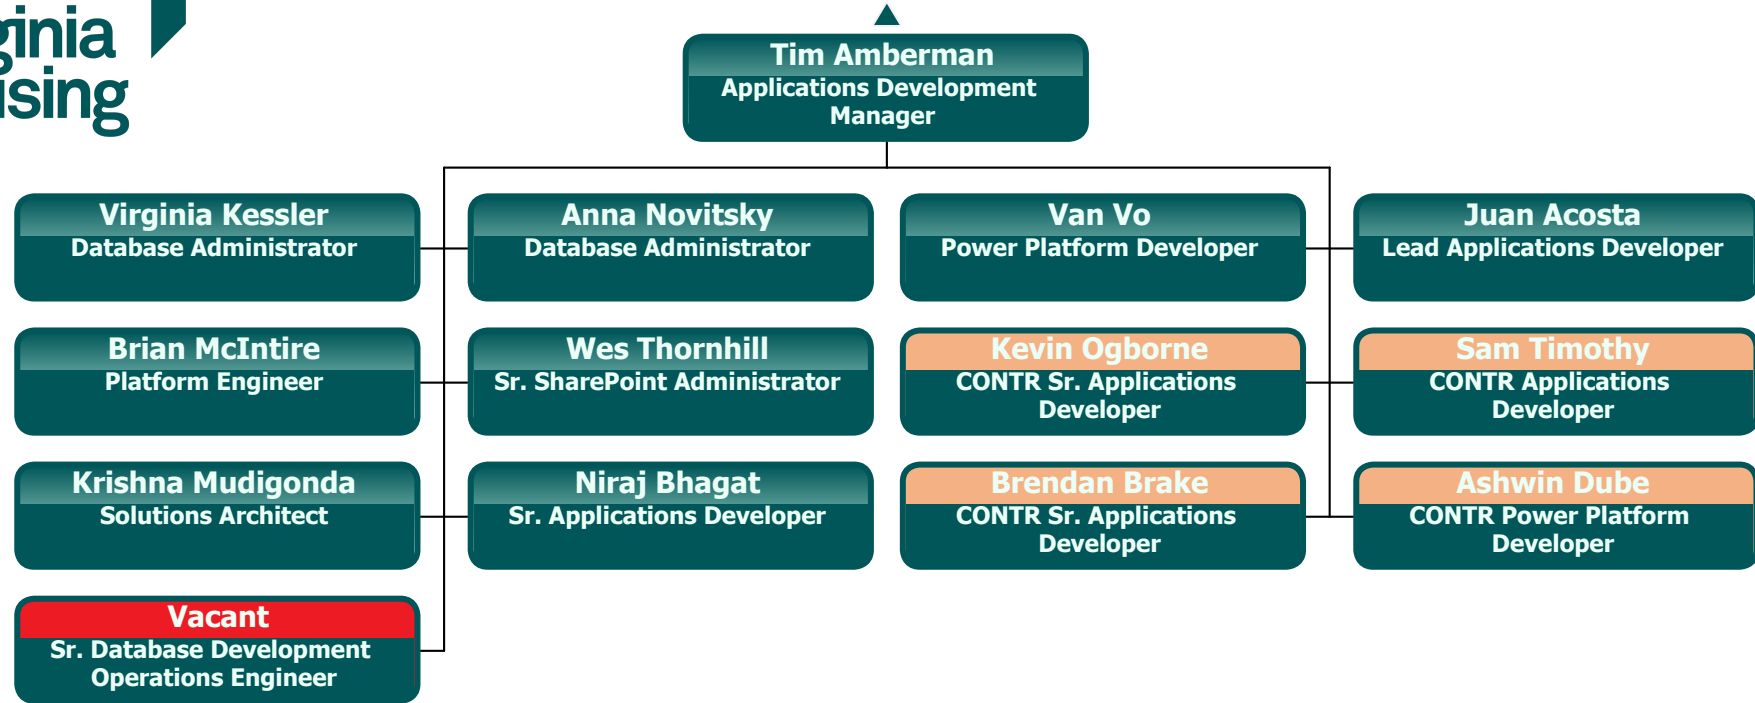 ginia
ising
Tim Amberman
Applications Development
Manager
Virginia Kessler
Database Administrator
Anna Novitsky
Database Administrator
Van Vo
Power Platform Developer
Juan Acosta
Lead Applications Developer
Brian McIntire
Platform Engineer
Wes Thornhill
Sr. SharePoint Administrator
Kevin Ogborne
CONTR Sr. Applications
Developer
Sam Timothy
CONTR Applications
Developer
Krishna Mudigonda
Solutions Architect
Niraj Bhagat
Sr. Applications Developer
Brendan Brake
CONTR Sr. Applications
Developer
Ashwin Dube
CONTR Power Platform
Developer
Vacant
Sr. Database Development
Operations Engineer